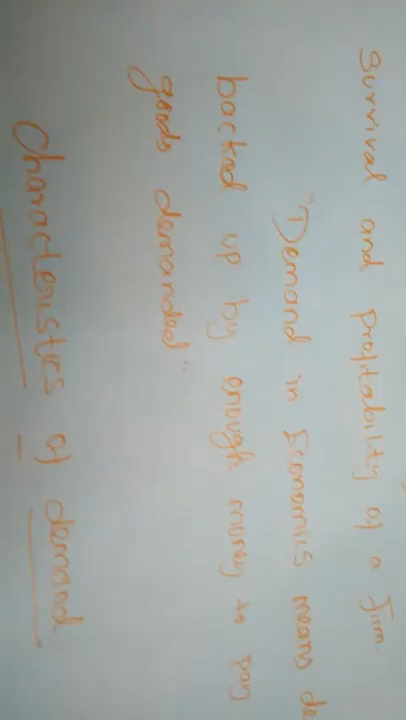 Survival and Profitability of a firm
"Demand in Economics means de
backed up by enough money to pay
goods demanded"
Characteristics of demand